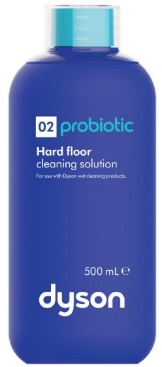 02 probiotic
Hard floor
cleaning solution
For use with Dyson wet cleaning products.
500 mL ℮
dyson